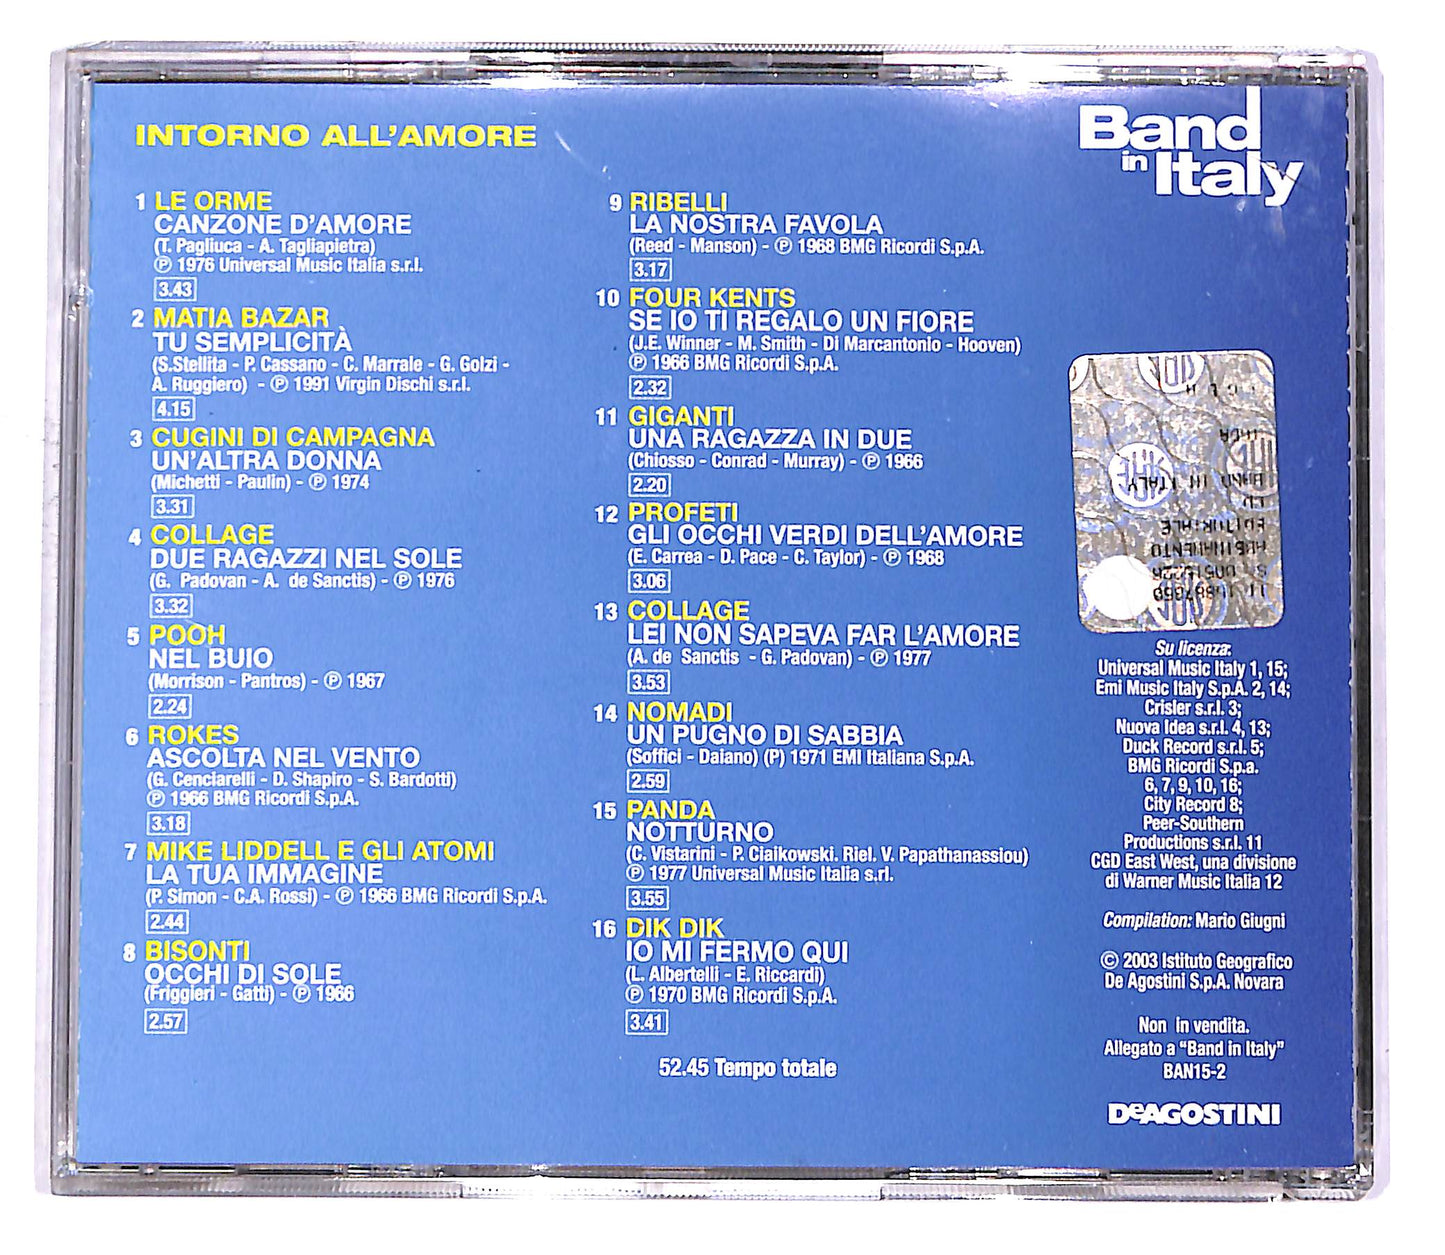 INTORNO ALL'AMORE
Band
in Italy
1 LE ORME
CANZONE D'AMORE
(T. Pagliuca - A. Tagliapietra)
℗ 1976 Universal Music Italia s.r.l.
3.43
2 MATIA BAZAR
TU SEMPLICITÀ
(S.Stellita - P. Cassano - C. Marrale - G. Golzi -
A. Ruggiero) - ℗ 1991 Virgin Dischi s.r.l.
4.15
3 CUGINI DI CAMPAGNA
UN'ALTRA DONNA
(Michetti - Paulin) - ℗ 1974
3.31
4 COLLAGE
DUE RAGAZZI NEL SOLE
(G. Padovan - A. de Sanctis) - ℗ 1976
3.32
5 POOH
NEL BUIO
(Morrison - Pantros) - ℗ 1967
2.24
6 ROKES
ASCOLTA NEL VENTO
(G. Cenciarelli - D. Shapiro - S. Bardotti)
℗ 1966 BMG Ricordi S.p.A.
3.18
7 MIKE LIDDELL E GLI ATOMI
LA TUA IMMAGINE
(P. Simon - C.A. Rossi) - ℗ 1966 BMG Ricordi S.p.A.
2.44
8 BISONTI
OCCHI DI SOLE
(Friggieri - Gatti) - ℗ 1966
2.57
9 RIBELLI
LA NOSTRA FAVOLA
(Reed - Manson) - ℗ 1968 BMG Ricordi S.p.A.
3.17
10 FOUR KENTS
SE IO TI REGALO UN FIORE
(J.E. Winner - M. Smith - Di Marcantonio - Hooven)
℗ 1966 BMG Ricordi S.p.A.
2.32
11 GIGANTI
UNA RAGAZZA IN DUE
(Chiosso - Conrad - Murray) - ℗ 1966
2.20
12 PROFETI
GLI OCCHI VERDI DELL'AMORE
(E. Carrea - D. Pace - C. Taylor) - ℗ 1968
3.06
13 COLLAGE
LEI NON SAPEVA FAR L'AMORE
(A. de Sanctis - G. Padovan) - ℗ 1977
3.53
14 NOMADI
UN PUGNO DI SABBIA
(Soffici - Daiano) (P) 1971 EMI Italiana S.p.A.
2.59
15 PANDA
NOTTURNO
(C. Vistarini - P. Ciaikowski. Riel. V. Papathanassiou)
℗ 1977 Universal Music Italia s.rl.
3.55
16 DIK DIK
IO MI FERMO QUI
(L. Albertelli - E. Riccardi)
℗ 1970 BMG Ricordi S.p.A.
3.41
52.45 Tempo totale
BAND IN ITALY
CD
EDITORIALE
ABBINAMENTO
Su licenza:
Universal Music Italy 1, 15;
Emi Music Italy S.p.A. 2, 14;
Crisler s.r.l. 3;
Nuova Idea s.r.l. 4, 13;
Duck Record s.r.l. 5;
BMG Ricordi S.p.a.
6, 7, 9, 10, 16;
City Record 8;
Peer-Southern
Productions s.r.l. 11
CGD East West, una divisione
di Warner Music Italia 12
Compilation: Mario Giugni
© 2003 Istituto Geografico
De Agostini S.p.A. Novara
Non in vendita.
Allegato a “Band in Italy”
BAN15-2
DeAGOSTINI